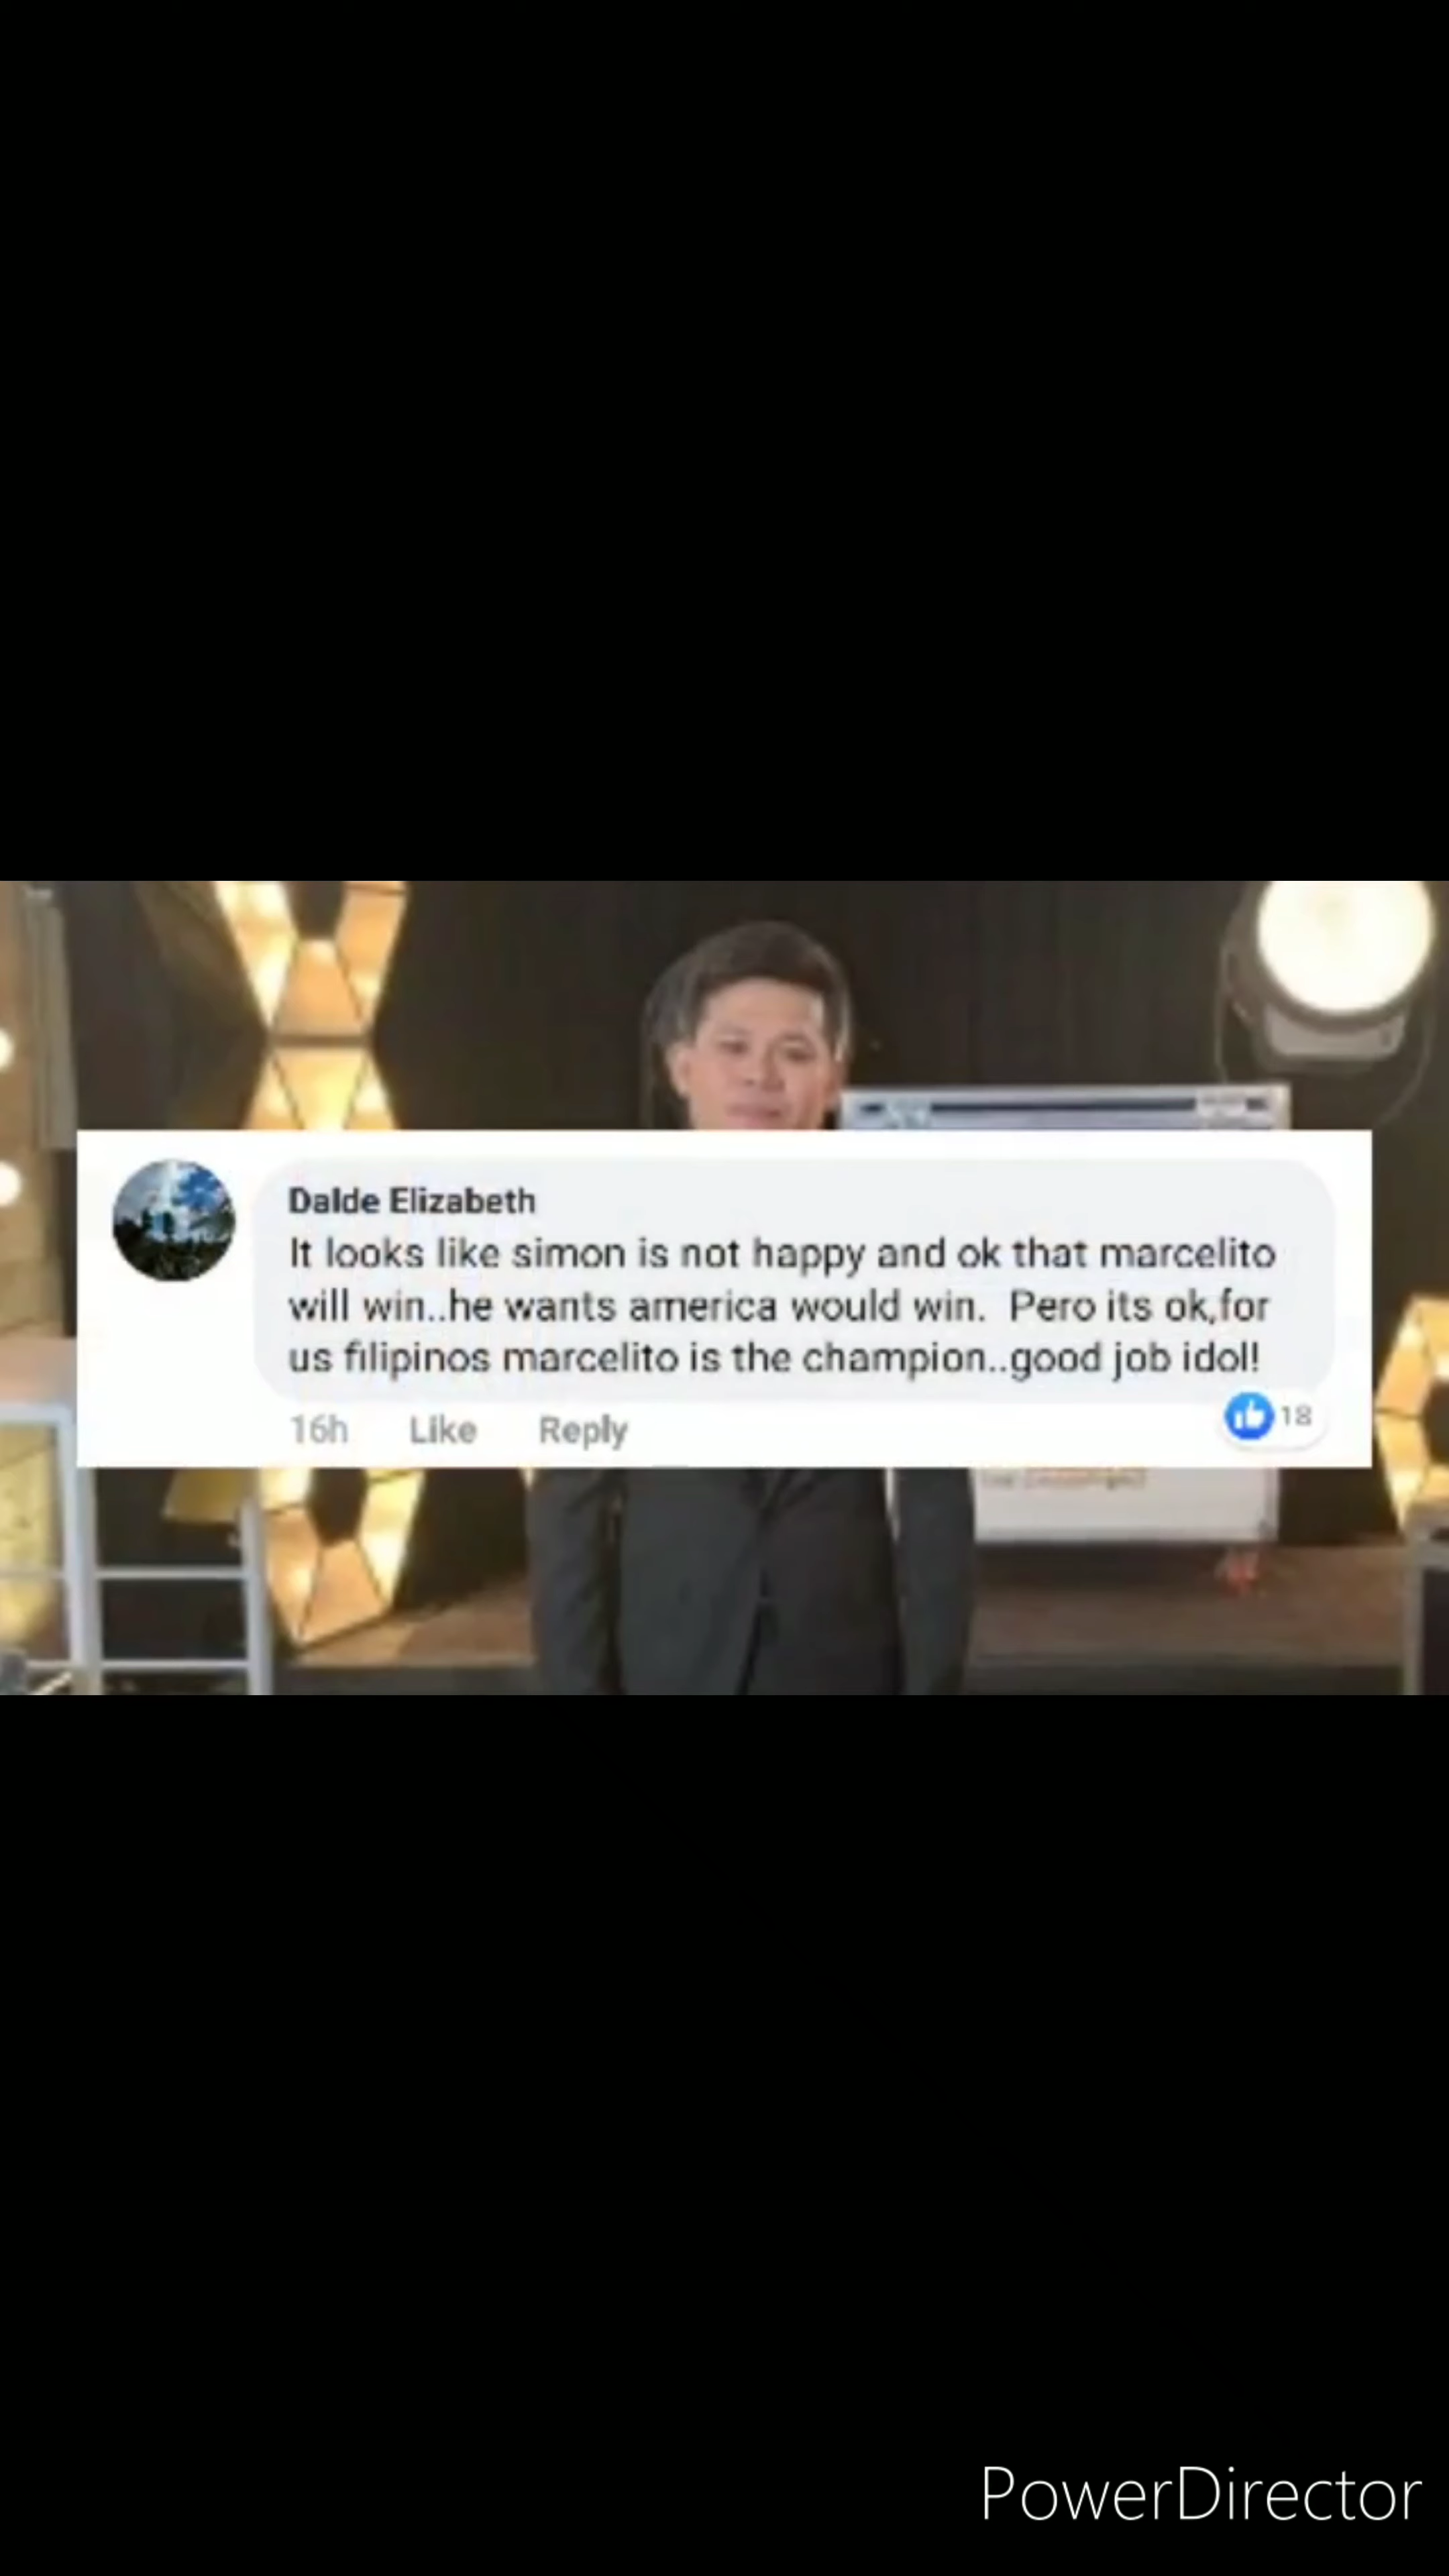 Dalde Elizabeth
It looks like simon is not happy and ok that marcelito
will win..he wants america would win.  Pero its ok,for
us filipinos marcelito is the champion..good job idol!
16h Like Reply 18
PowerDirector